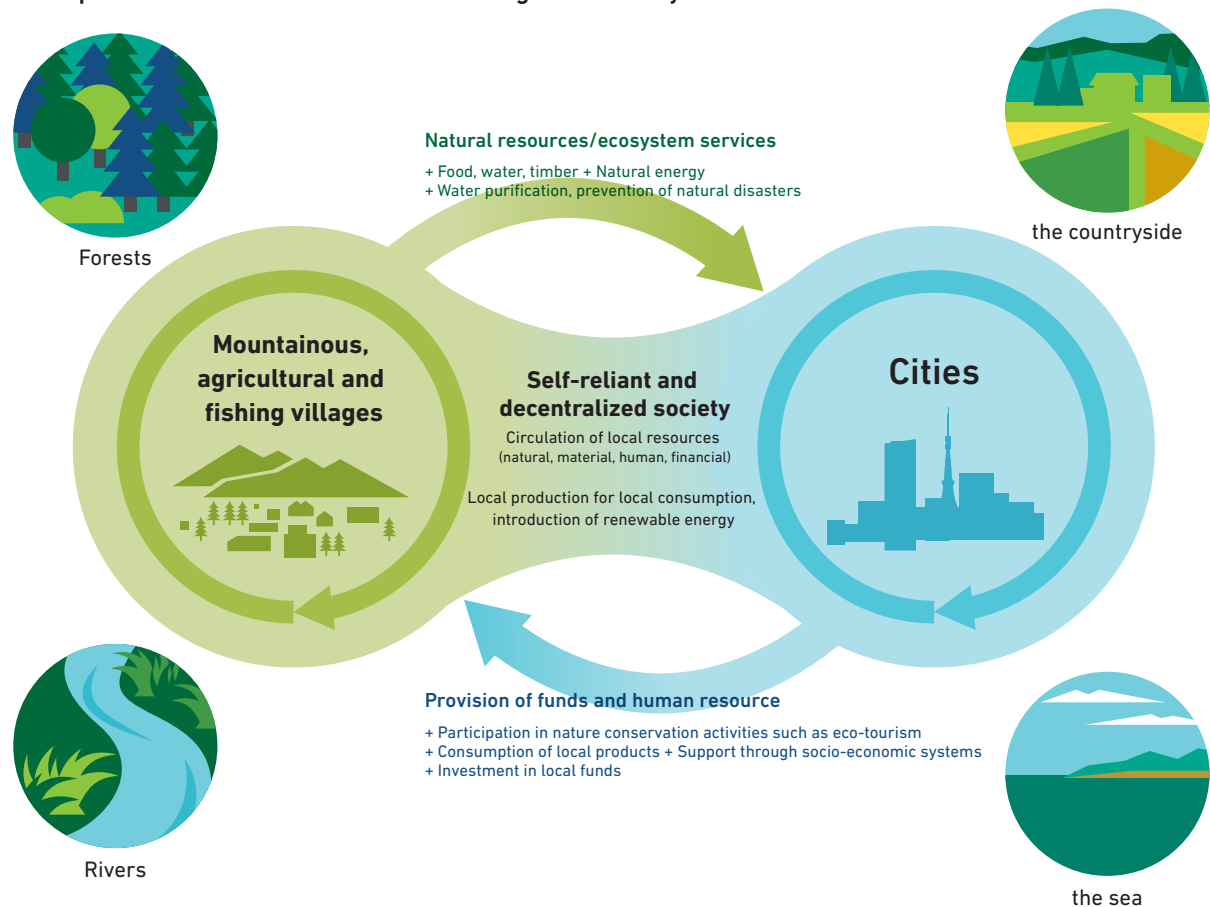 Natural resources/ecosystem services
+ Food, water, timber + Natural energy
+ Water purification, prevention of natural disasters
Forests
the countryside
Mountainous,
agricultural and
fishing villages
Self-reliant and
decentralized society
Circulation of local resources
(natural, material, human, financial)
Local production for local consumption,
introduction of renewable energy
Cities
Provision of funds and human resource
+ Participation in nature conservation activities such as eco-tourism
+ Consumption of local products + Support through socio-economic systems
+ Investment in local funds
Rivers
the sea